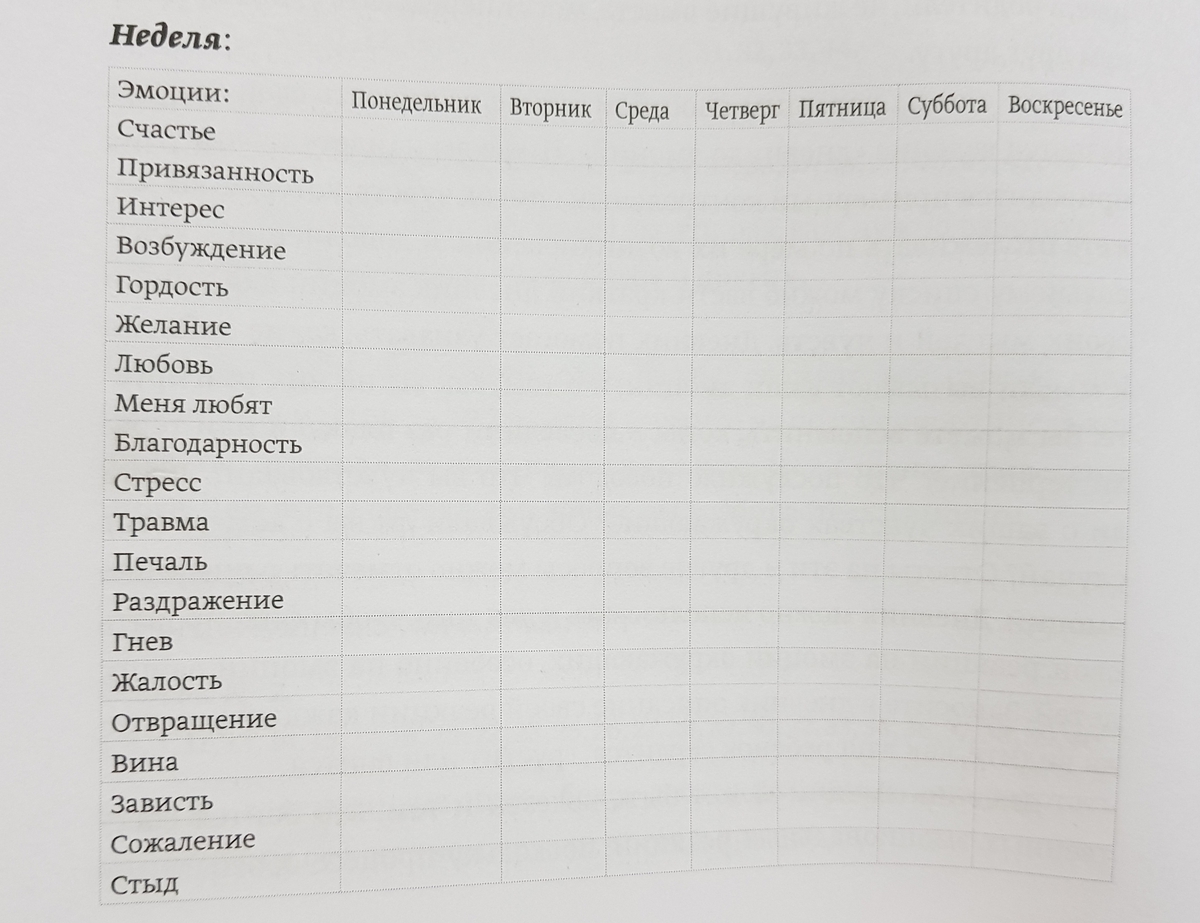 Неделя:
Эмоции: Понедельник Вторник Среда Четверг Пятница Суббота Воскресенье
Счастье
Привязанность
Интерес
Возбуждение
Гордость
Желание
Любовь
Меня любят
Благодарность
Стресс
Травма
Печаль
Раздражение
Гнев
Жалость
Отвращение
Вина
Зависть
Сожаление
Стыд